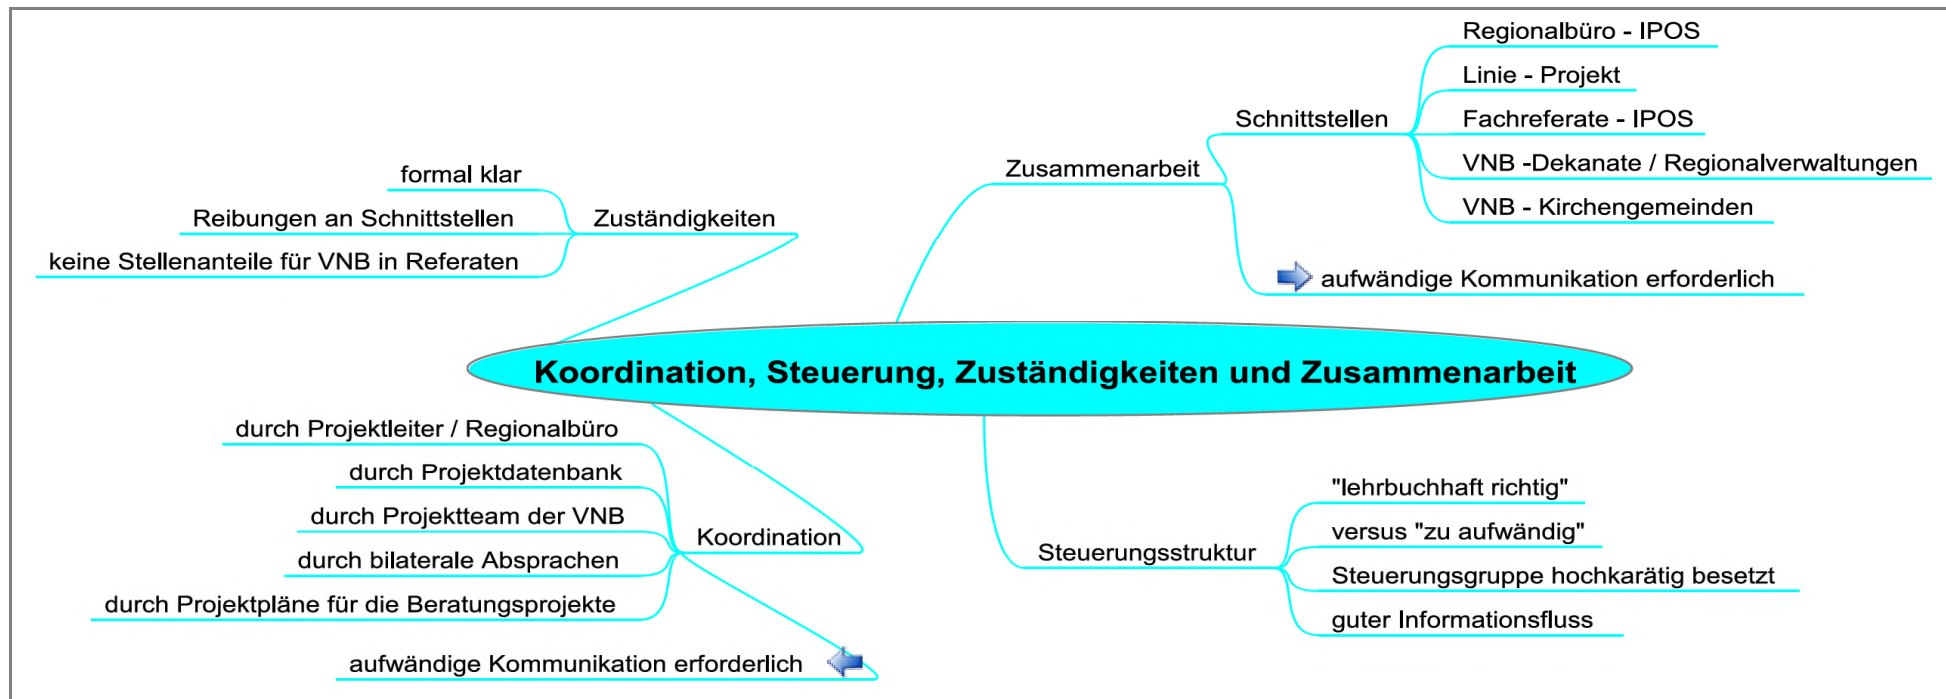 Koordination, Steuerung, Zuständigkeiten und Zusammenarbeit
Zusammenarbeit
Schnittstellen
Regionalbüro - IPOS
Linie - Projekt
Fachreferate - IPOS
VNB -Dekanate / Regionalverwaltungen
VNB - Kirchengemeinden
aufwändige Kommunikation erforderlich
Steuerungsstruktur
"lehrbuchhaft richtig"
versus "zu aufwändig"
Steuerungsgruppe hochkarätig besetzt
guter Informationsfluss
Zuständigkeiten
formal klar
Reibungen an Schnittstellen
keine Stellenanteile für VNB in Referaten
Koordination
durch Projektleiter / Regionalbüro
durch Projektdatenbank
durch Projektteam der VNB
durch bilaterale Absprachen
durch Projektpläne für die Beratungsprojekte
aufwändige Kommunikation erforderlich